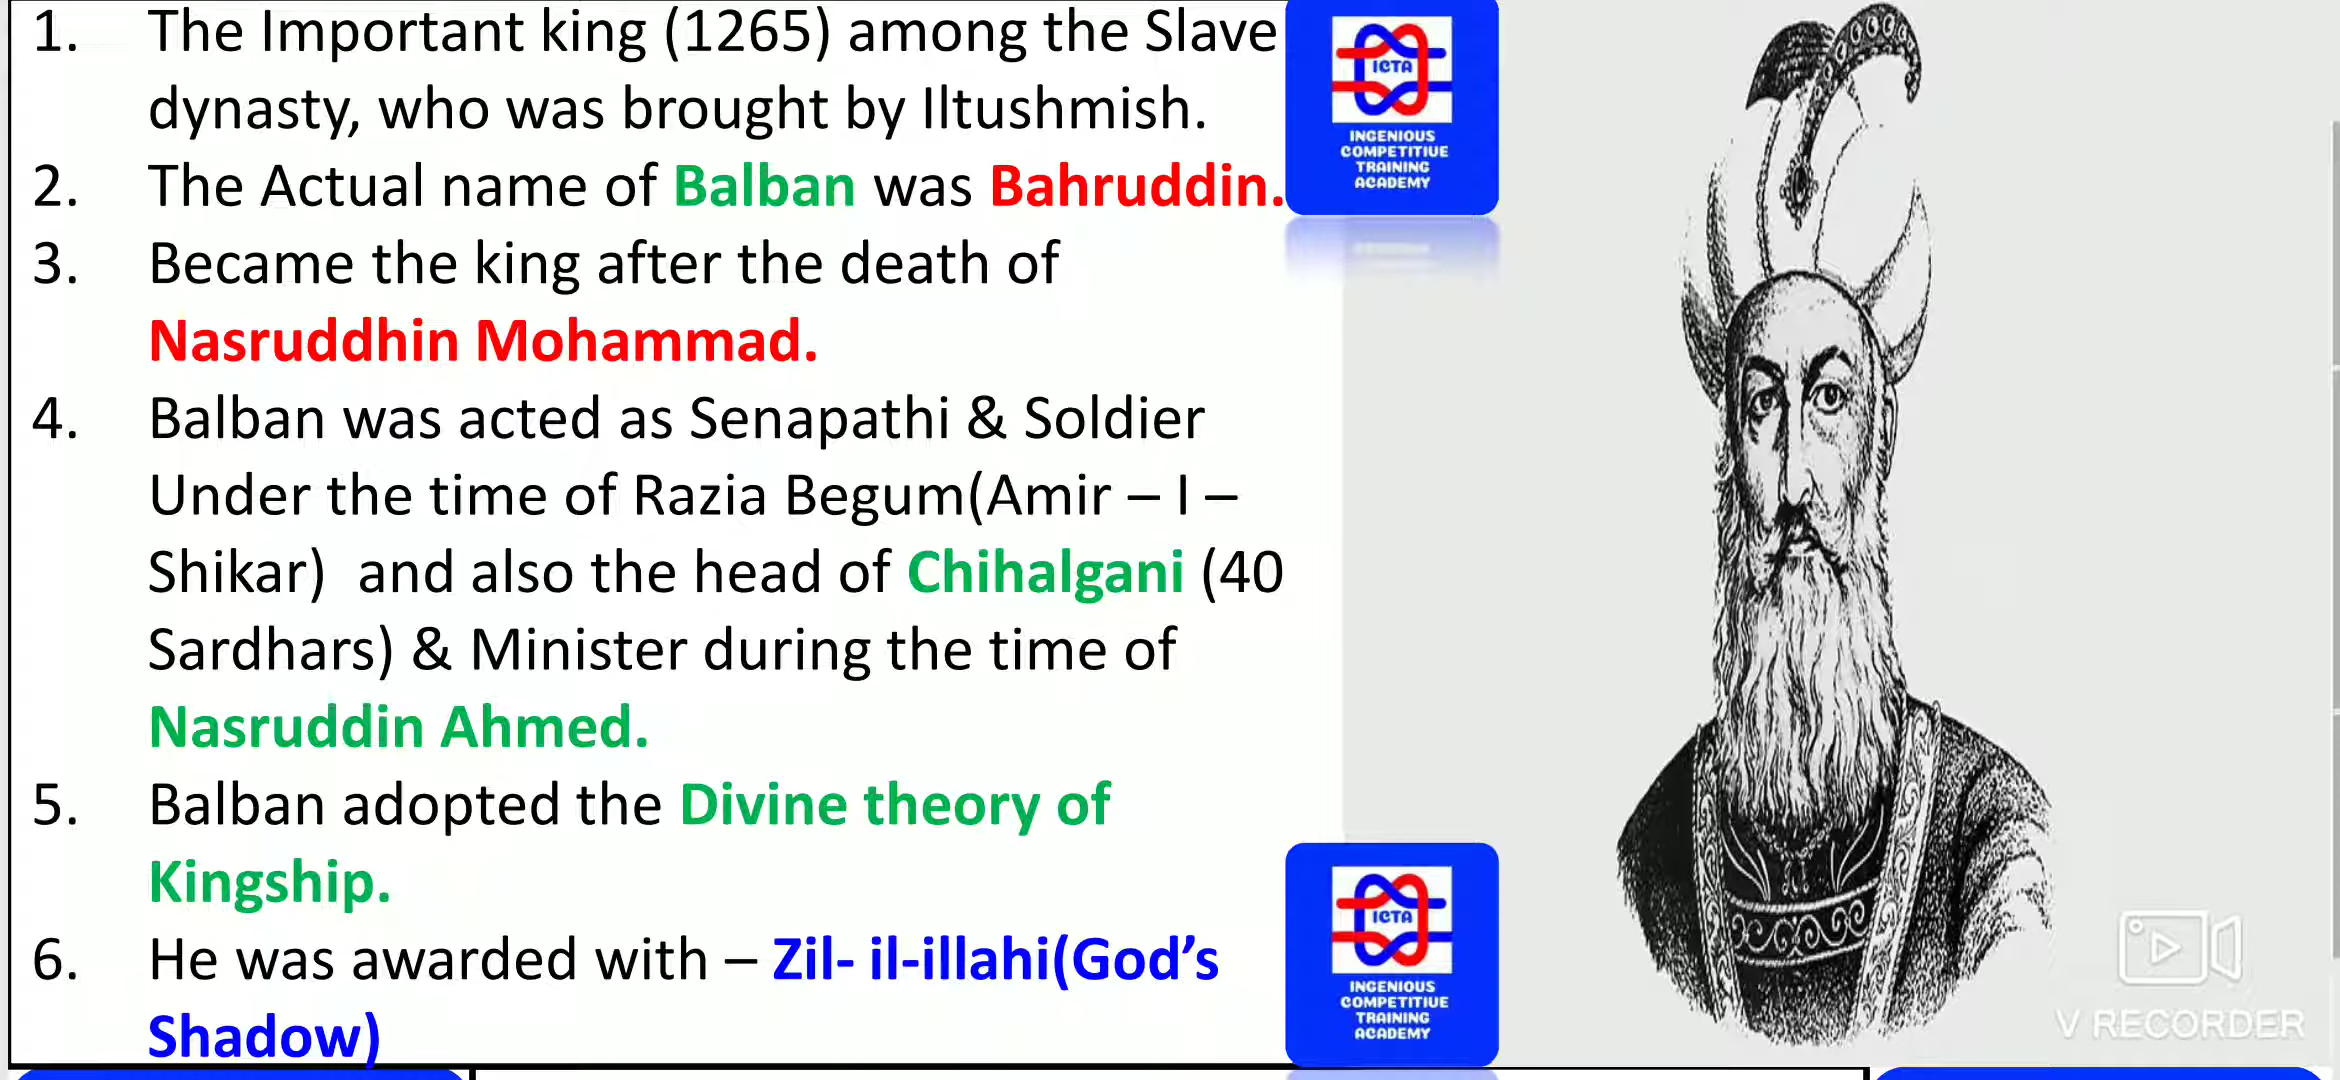 1. The Important king (1265) among the Slave
dynasty, who was brought by Iltushmish.
2. The Actual name of Balban was Bahruddin.
3. Became the king after the death of
Nasruddhin Mohammad.
4. Balban was acted as Senapathi & Soldier
Under the time of Razia Begum(Amir – I –
Shikar) and also the head of Chihalgani (40
Sardhars) & Minister during the time of
Nasruddin Ahmed.
5. Balban adopted the Divine theory of
Kingship.
6. He was awarded with – Zil- il-illahi(God’s
Shadow)
ICTA
INGENIOUS
COMPETITIUE
TRAINING
ACADEMY
ICTA
INGENIOUS
COMPETITIUE
TRAINING
ACADEMY
V RECORDER